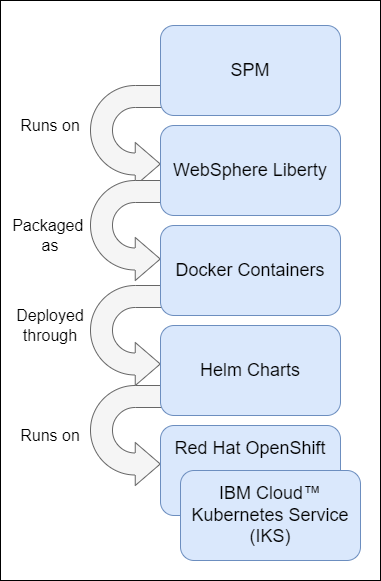 SPM
Runs on
WebSphere Liberty
Packaged
as
Docker Containers
Deployed
through
Helm Charts
Runs on
Red Hat OpenShift
IBM Cloud™
Kubernetes Service
(IKS)